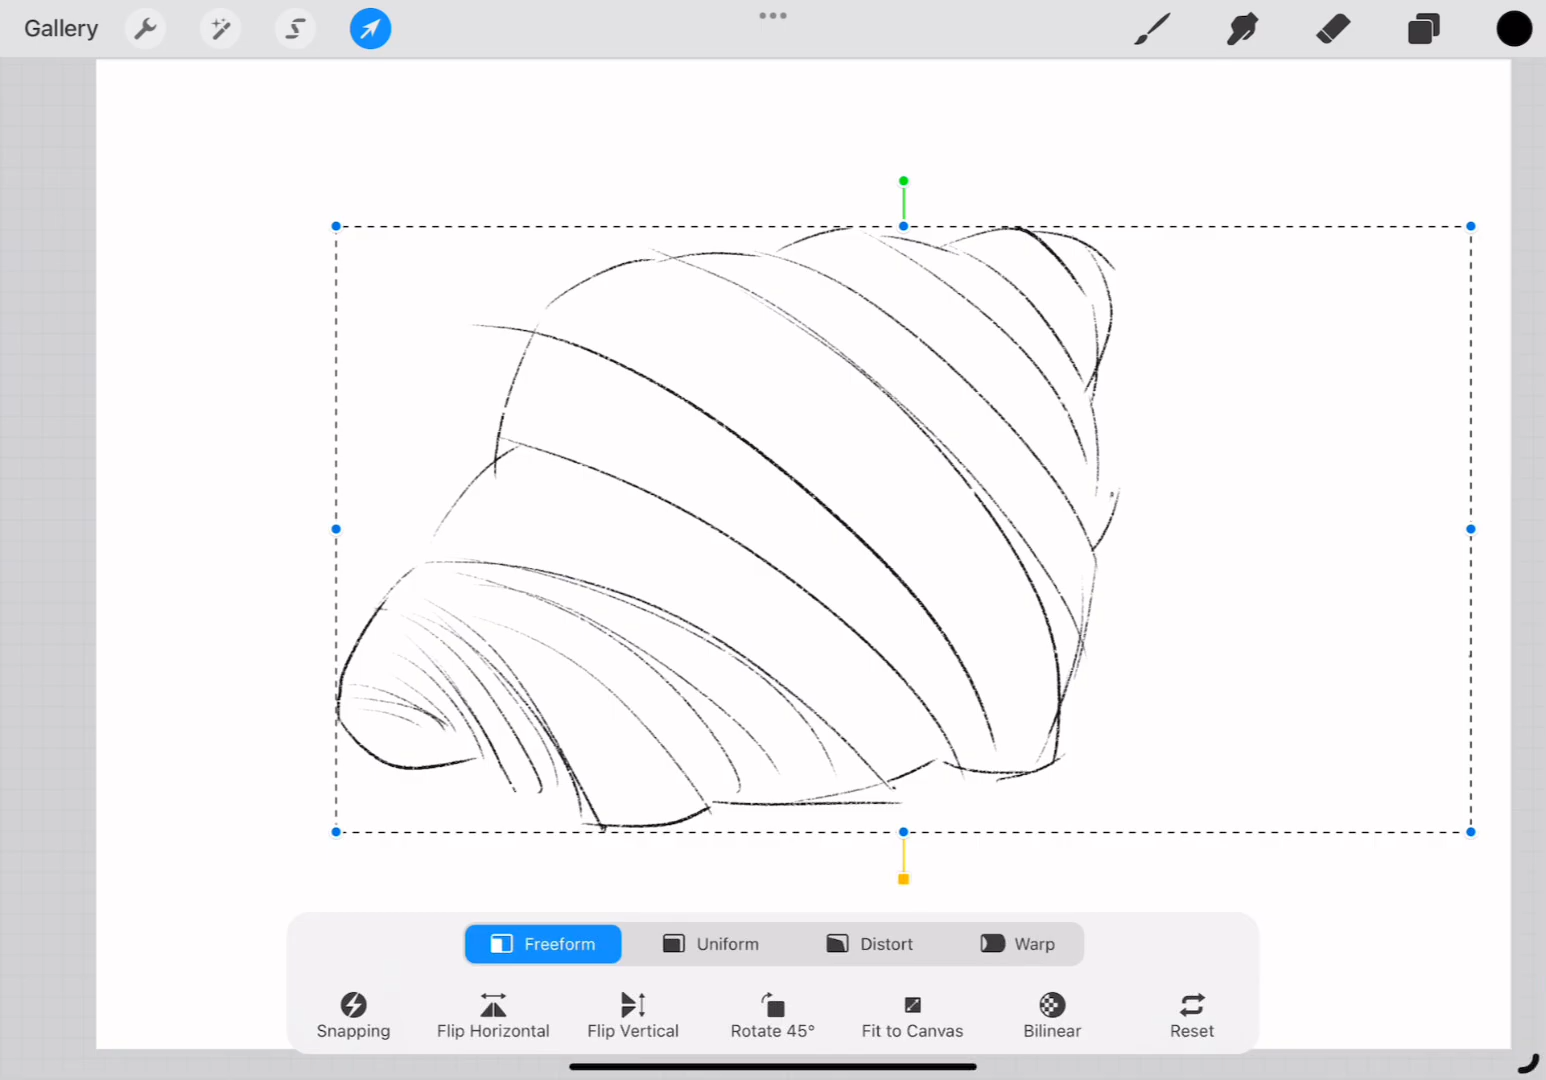 Gallery
Freeform Uniform Distort Warp
Snapping Flip Horizontal Flip Vertical Rotate 45° Fit to Canvas Bilinear Reset